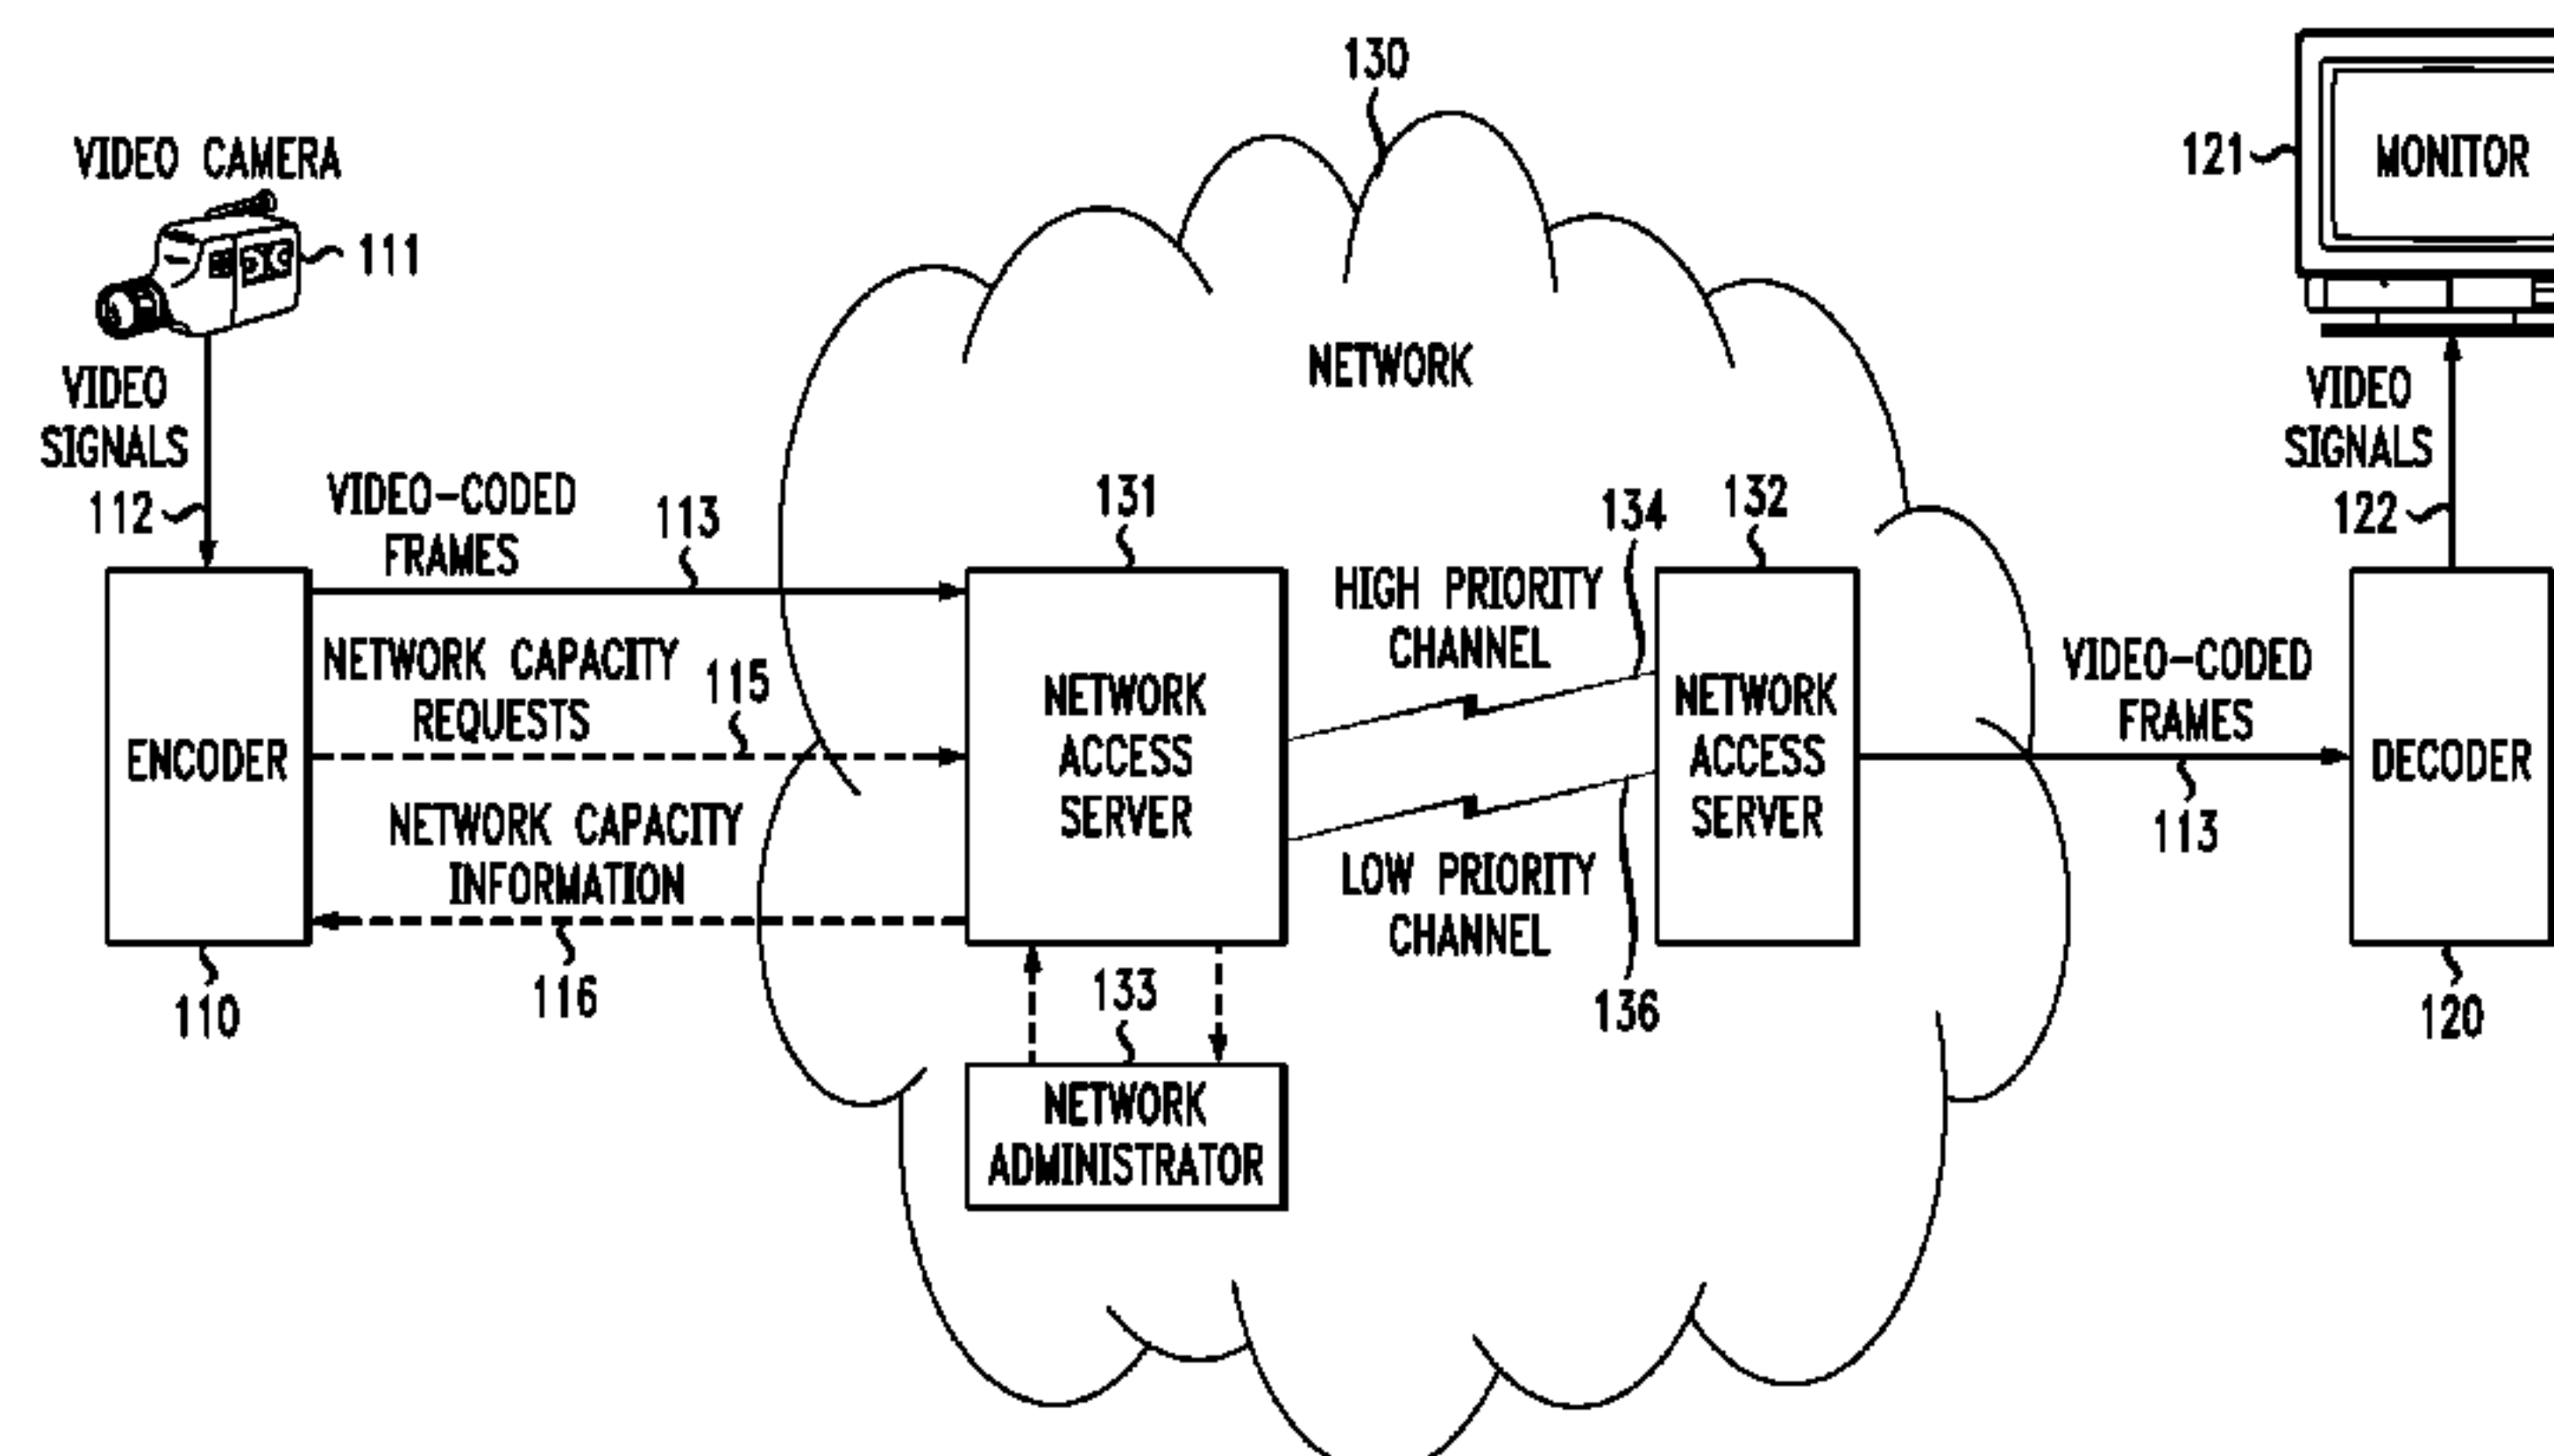 130
VIDEO CAMERA
111
121
MONITOR
NETWORK
VIDEO
SIGNALS
112
VIDEO
SIGNALS
122
VIDEO-CODED
FRAMES
113
131
134
132
HIGH PRIORITY
CHANNEL
NETWORK CAPACITY
REQUESTS
115
ENCODER
NETWORK
ACCESS
SERVER
NETWORK
ACCESS
SERVER
VIDEO-CODED
FRAMES
113
DECODER
NETWORK CAPACITY
INFORMATION
116
LOW PRIORITY
CHANNEL
136
110
133
120
NETWORK
ADMINISTRATOR